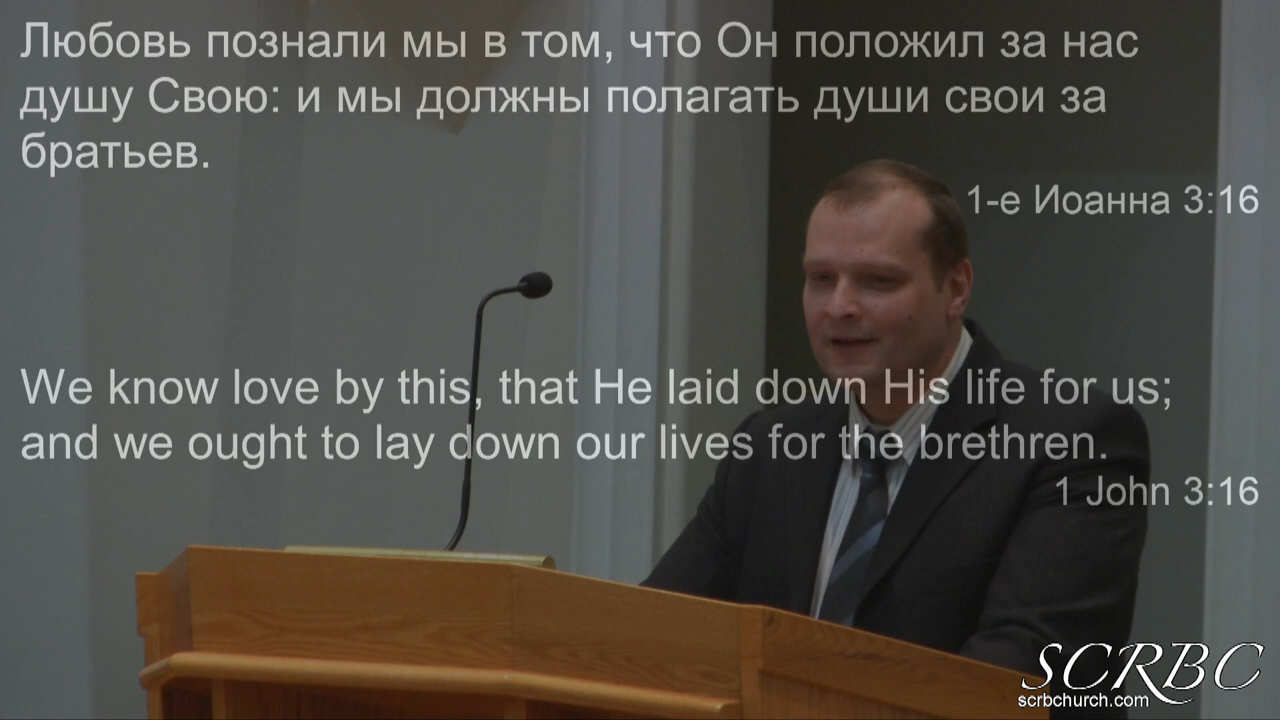 Любовь познали мы в том, что Он положил за нас
душу Свою: и мы должны полагать души свои за
братьев.
1-е Иоанна 3:16
We know love by this, that He laid down His life for us;
and we ought to lay down our lives for the brethren.
1 John 3:16
SCRBC
scrbchurch.com